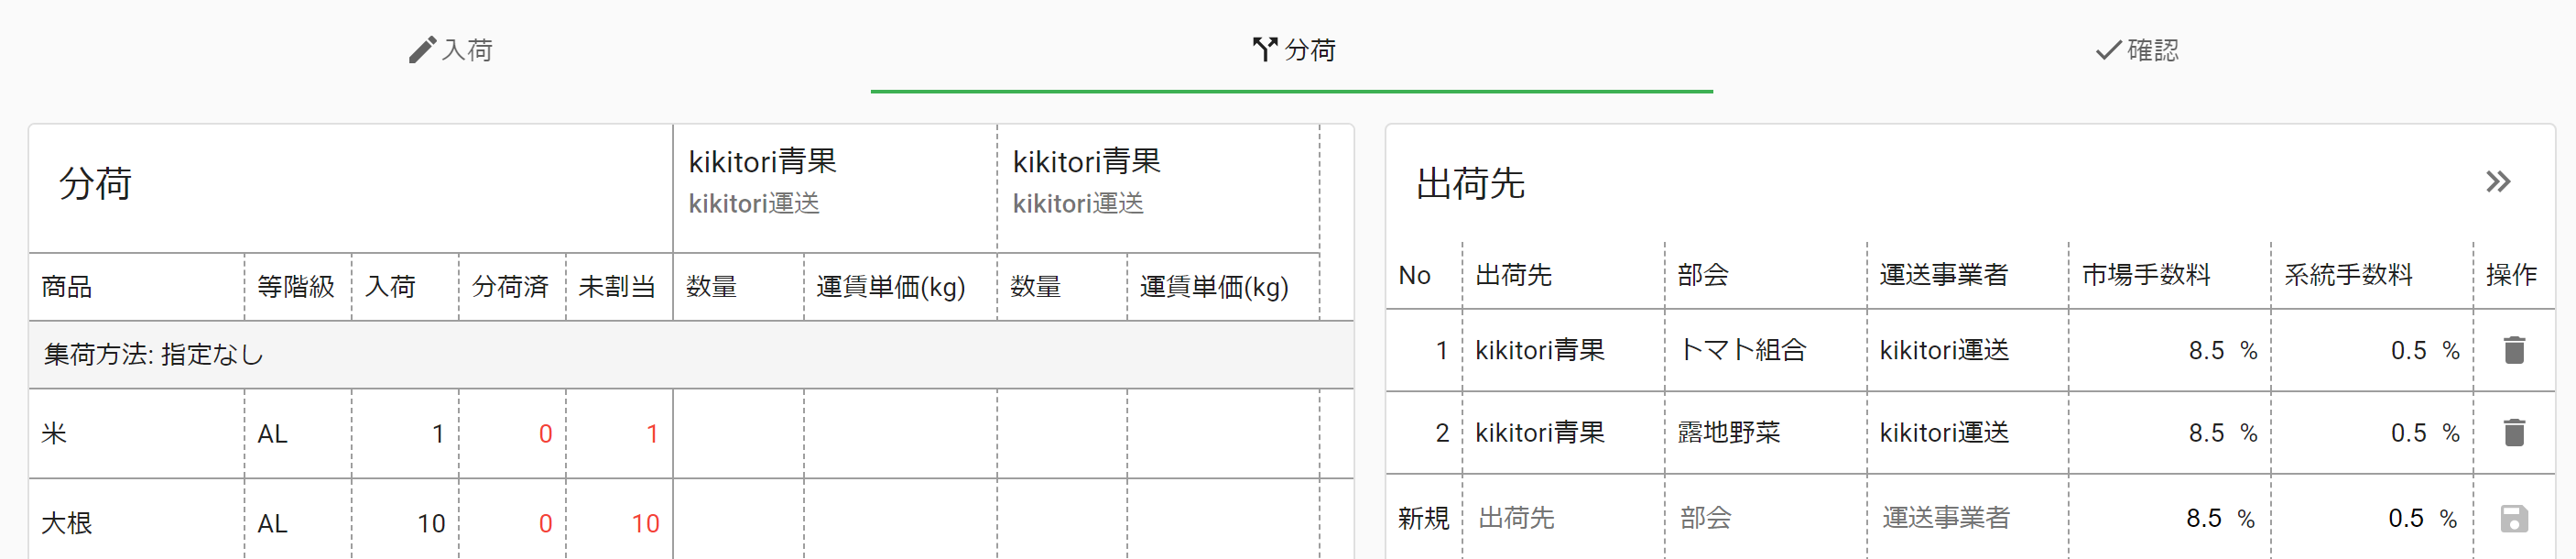 入荷 分荷 確認
分荷 kikitori青果 kikitori青果
kikitori運送 kikitori運送
商品 等階級 入荷 分荷済 未割当 数量 運賃単価(kg) 数量 運賃単価(kg)
集荷方法: 指定なし
米 AL 1 0 1
大根 AL 10 0 10
出荷先
No 出荷先 部会 運送事業者 市場手数料 系統手数料 操作
1 kikitori青果 トマト組合 kikitori運送 8.5 % 0.5 %
2 kikitori青果 露地野菜 kikitori運送 8.5 % 0.5 %
新規 出荷先 部会 運送事業者 8.5 % 0.5 %